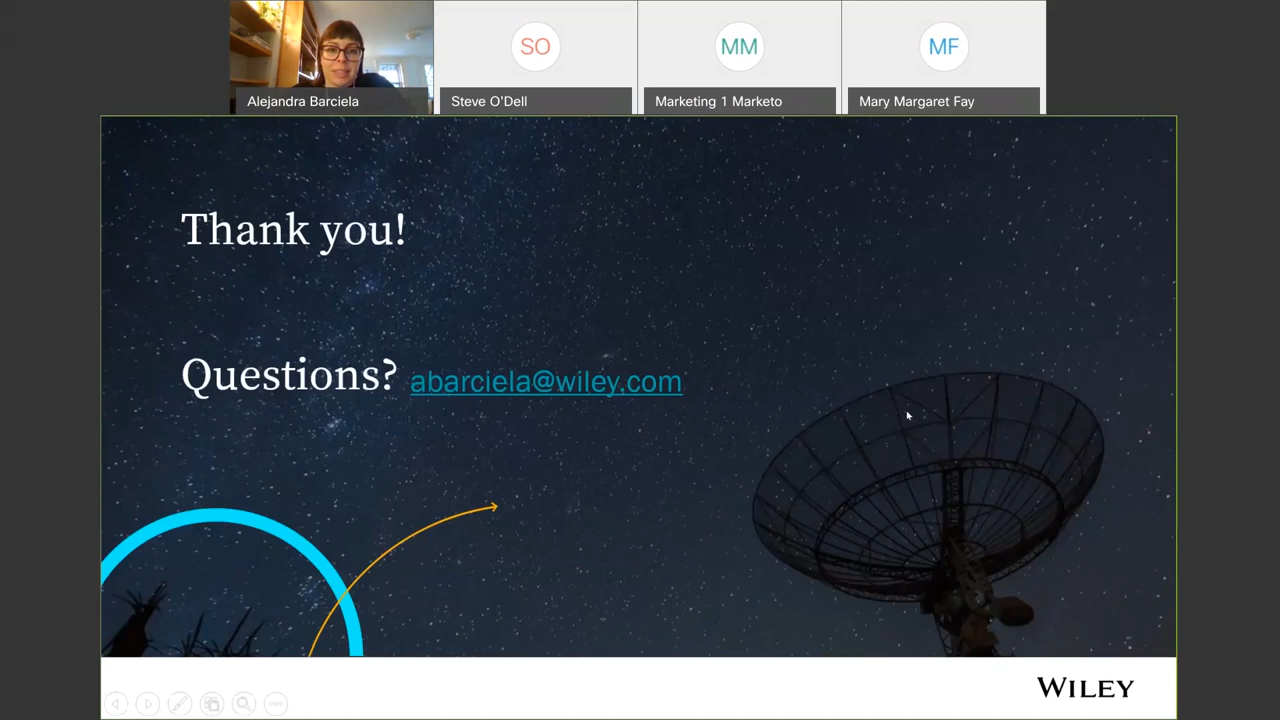 SO
MM
MF
Alejandra Barciela
Steve O'Dell
Marketing 1 Marketo
Mary Margaret Fay
Thank you!
Questions? abarciela@wiley.com
WILEY